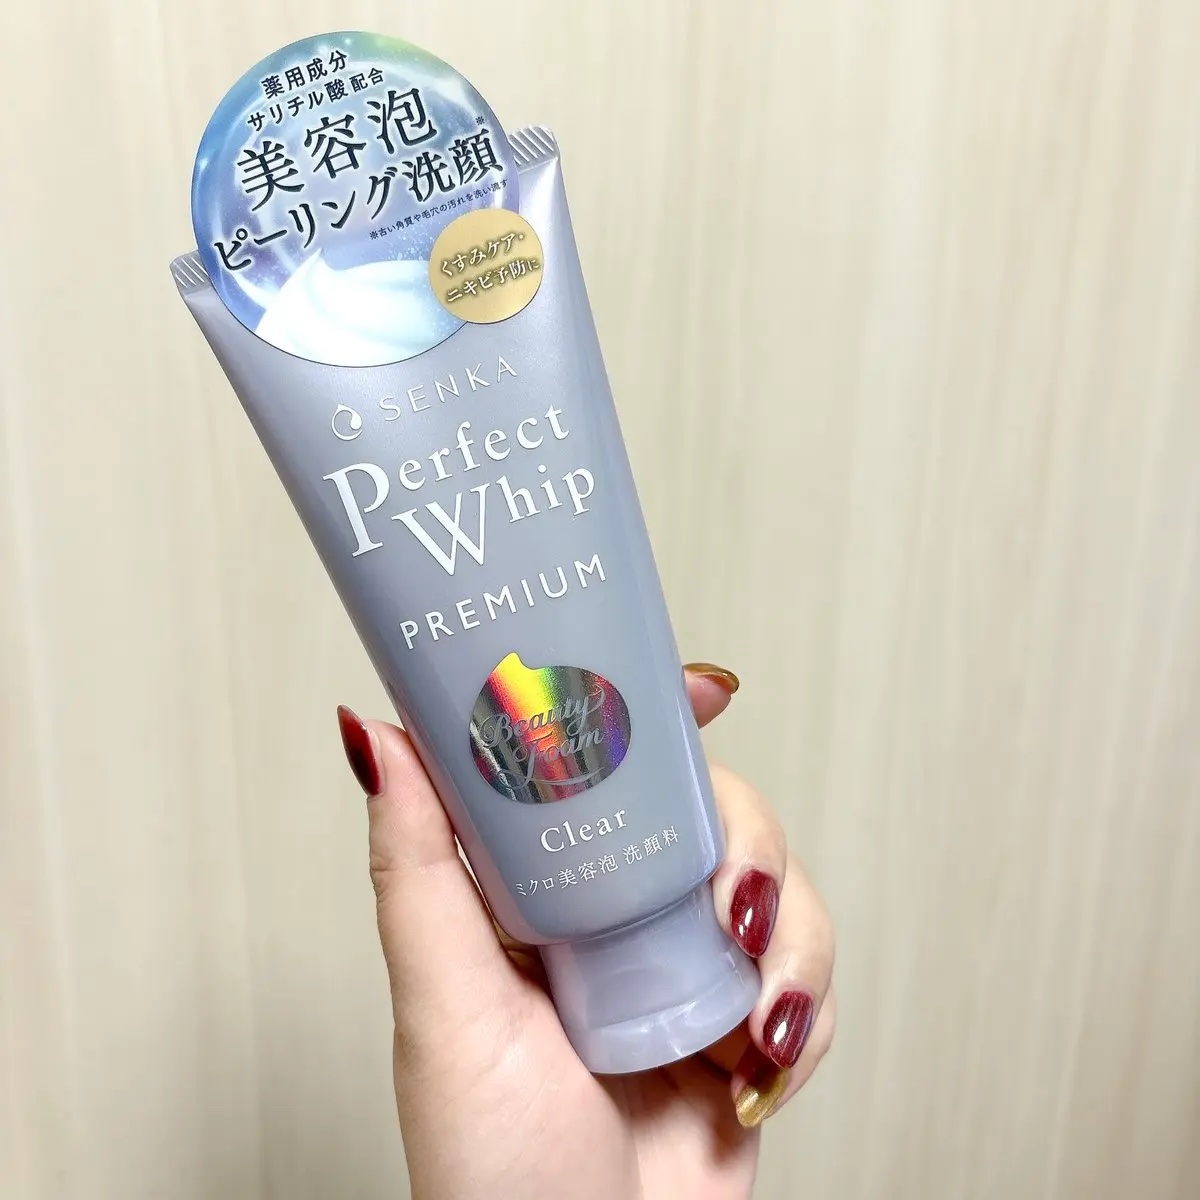 薬用成分
サリチル酸配合
美容泡※
ピーリング洗顔
※古い角質や毛穴の汚れを洗い流す
くすみケア・
ニキビ予防に
SENKA
Perfect
Whip
PREMIUM
Beauty
Foam
Clear
ミクロ美容泡 洗顔料